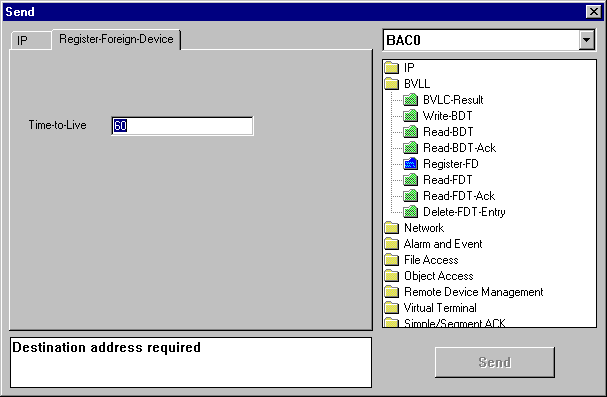 Send
IP
Register-Foreign-Device
Time-to-Live
60
Destination address required
BAC0
IP
BVLL
BVLC-Result
Write-BDT
Read-BDT
Read-BDT-Ack
Register-FD
Read-FDT
Read-FDT-Ack
Delete-FDT-Entry
Network
Alarm and Event
File Access
Object Access
Remote Device Management
Virtual Terminal
Simple/Segment ACK
Send